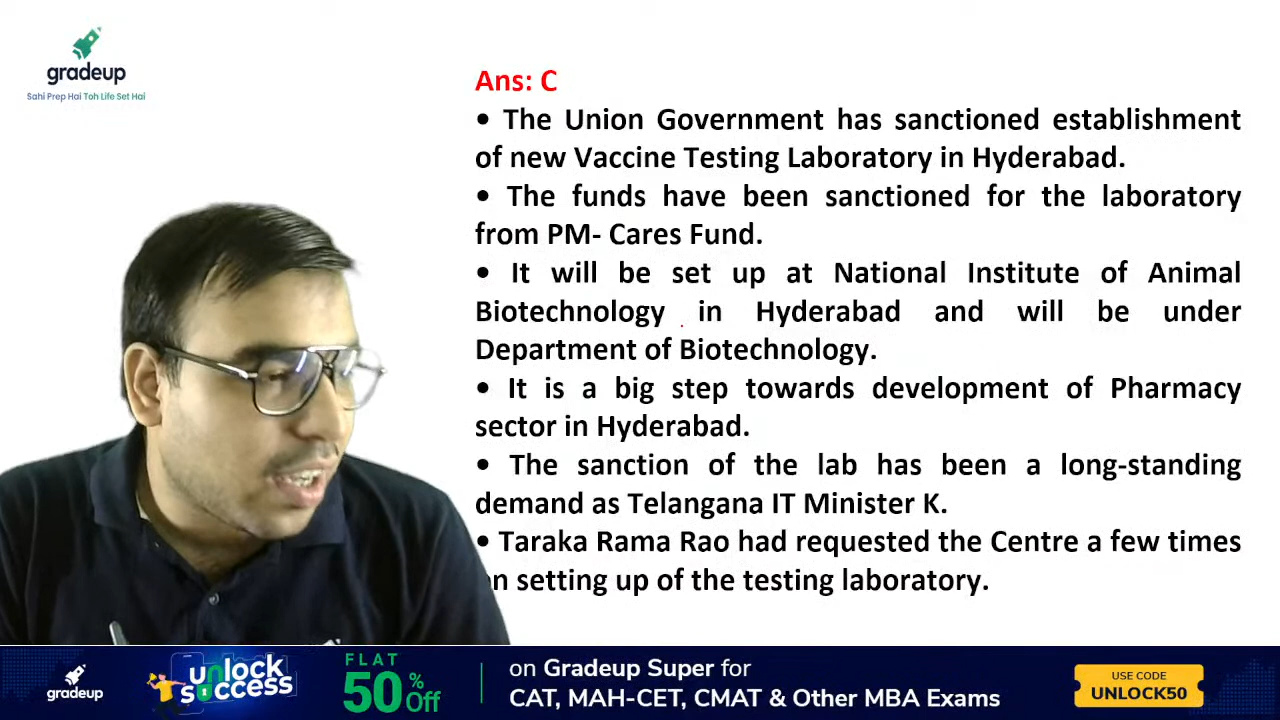 gradeup
Sahi Prep Hai Toh Life Set Hai
Ans: C
• The Union Government has sanctioned establishment
of new Vaccine Testing Laboratory in Hyderabad.
• The funds have been sanctioned for the laboratory
from PM- Cares Fund.
• It will be set up at National Institute of Animal
Biotechnology in Hyderabad and will be under
Department of Biotechnology.
• It is a big step towards development of Pharmacy
sector in Hyderabad.
• The sanction of the lab has been a long-standing
demand as Telangana IT Minister K.
• Taraka Rama Rao had requested the Centre a few times
on setting up of the testing laboratory.
gradeup
unlock
success
FLAT
50% Off
on Gradeup Super for
CAT, MAH-CET, CMAT & Other MBA Exams
USE CODE
UNLOCK50